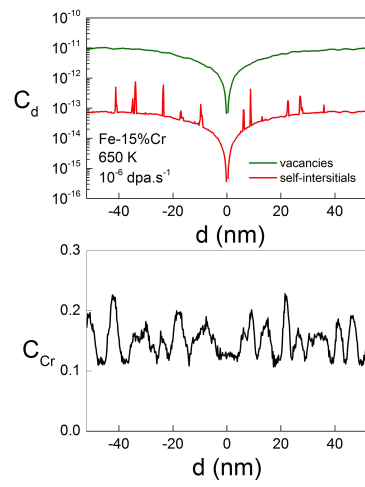 10⁻¹⁰
10⁻¹¹
10⁻¹²
10⁻¹³
10⁻¹⁴
10⁻¹⁵
10⁻¹⁶
C_d
Fe-15%Cr
650 K
10⁻⁶ dpa.s⁻¹
vacancies
self-intersitials
-40 -20 0 20 40
d (nm)
0.3
0.2
0.1
0.0
C_Cr
-40 -20 0 20 40
d (nm)